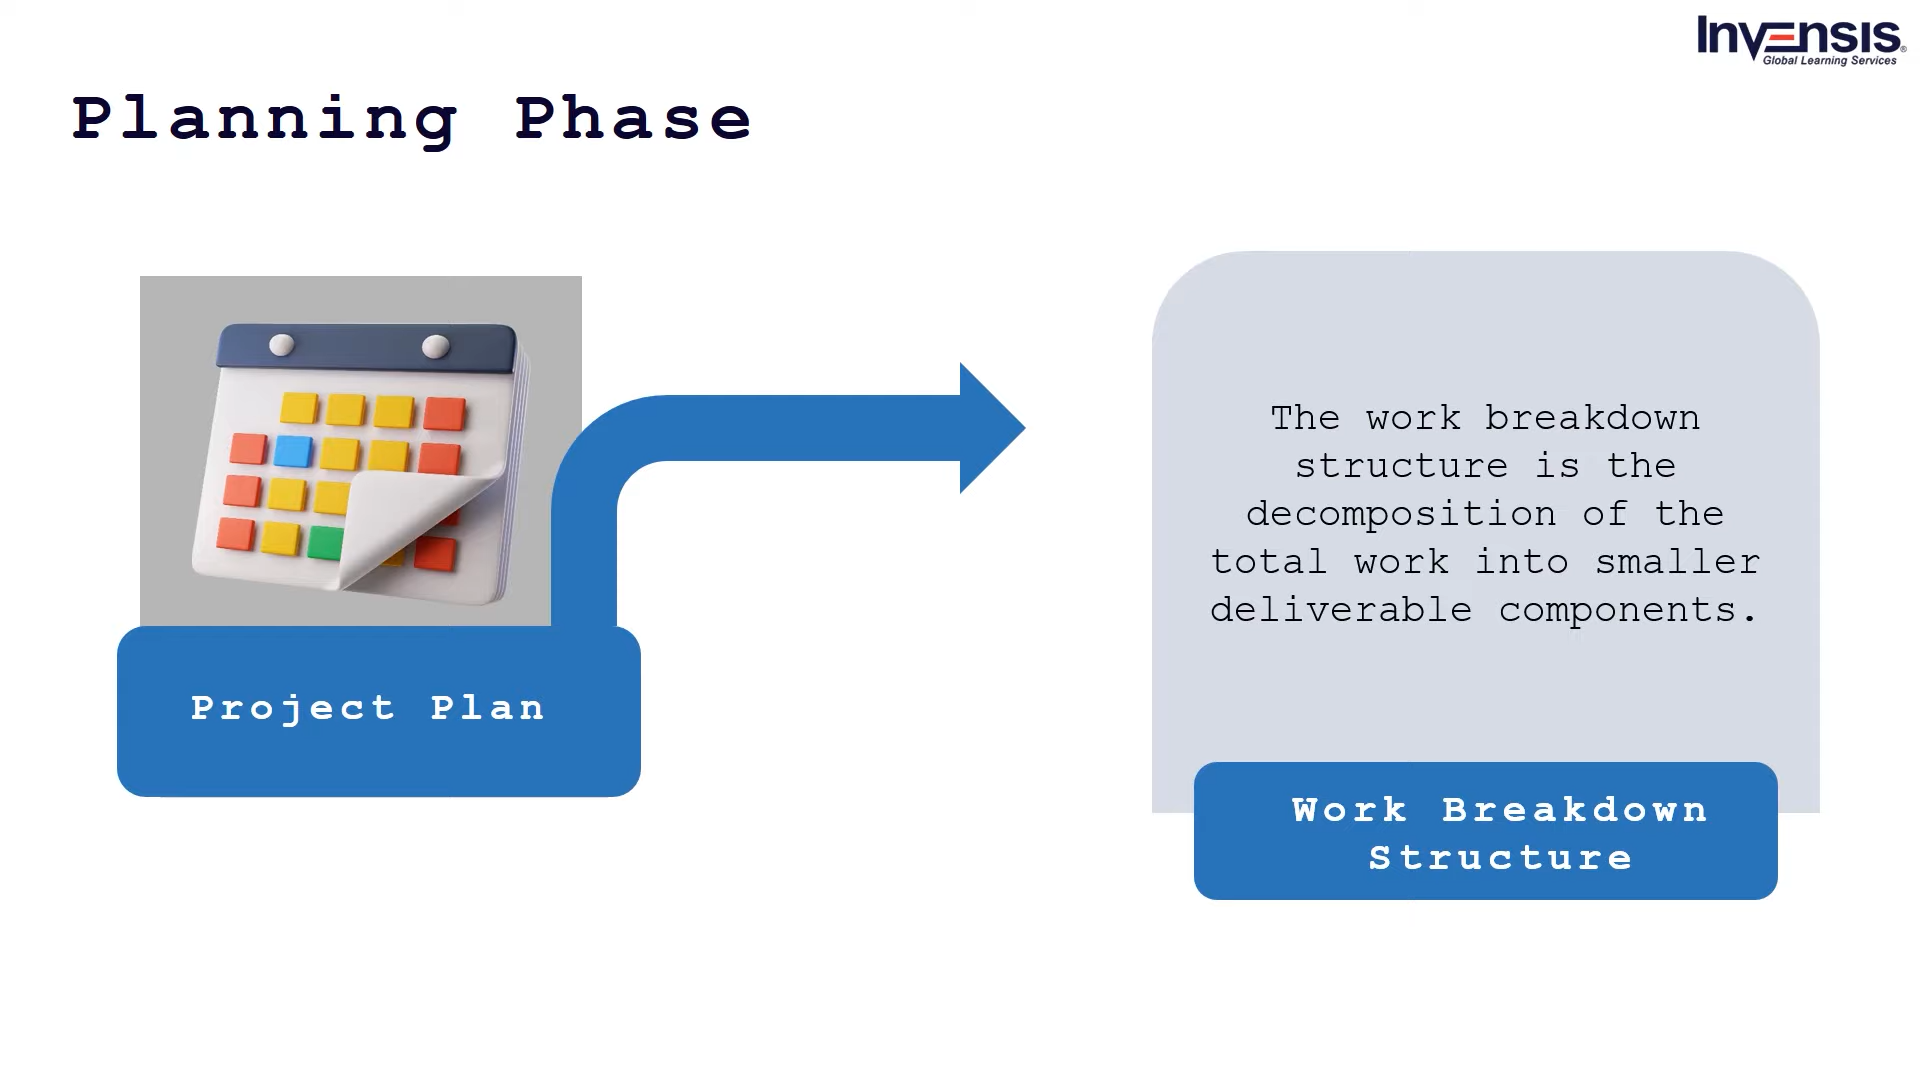 Invensis®
Global Learning Services
Planning Phase
The work breakdown
structure is the
decomposition of the
total work into smaller
deliverable components.
Project Plan
Work Breakdown
Structure